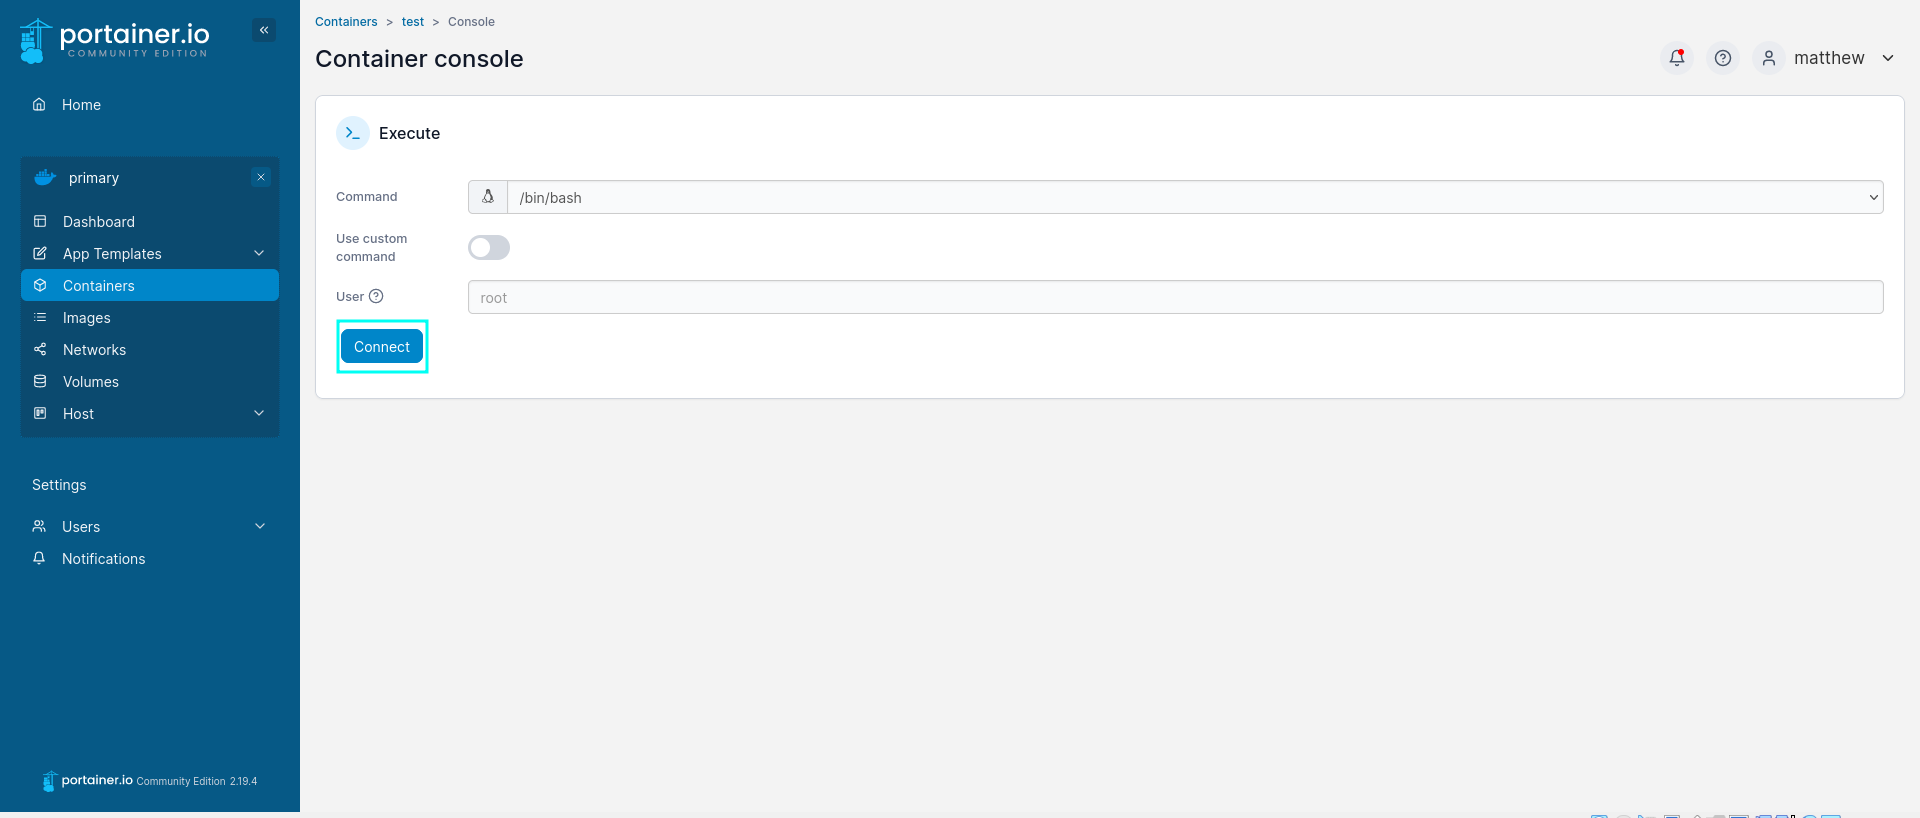 portainer.io
COMMUNITY EDITION
Home
primary
Dashboard
App Templates
Containers
Images
Networks
Volumes
Host
Settings
Users
Notifications
portainer.io Community Edition 2.19.4
Containers > test > Console
Container console
matthew
Execute
Command
/bin/bash
Use custom
command
User
root
Connect